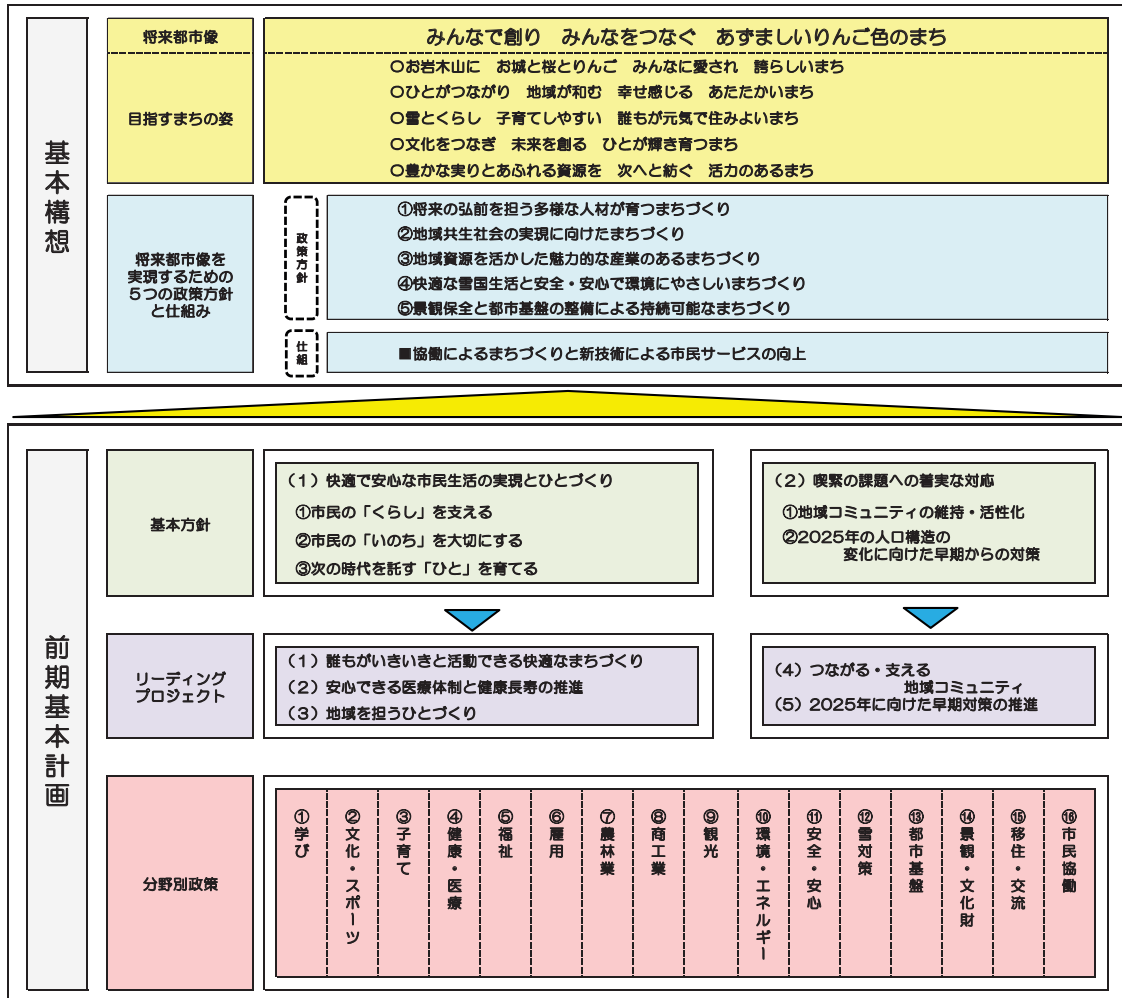 基本構想
将来都市像
みんなで創り　みんなをつなぐ　あずましいりんご色のまち
目指すまちの姿
○お岩木山に　お城と桜とりんご　みんなに愛され　誇らしいまち
○ひとがつながり　地域が和む　幸せ感じる　あたたかいまち
○雪とくらし　子育てしやすい　誰もが元気で住みよいまち
○文化をつなぎ　未来を創る　ひとが輝き育つまち
○豊かな実りとあふれる資源を　次へと紡ぐ　活力のあるまち
将来都市像を
実現するための
５つの政策方針
と仕組み
政策方針
①将来の弘前を担う多様な人材が育つまちづくり
②地域共生社会の実現に向けたまちづくり
③地域資源を活かした魅力的な産業のあるまちづくり
④快適な雪国生活と安全・安心で環境にやさしいまちづくり
⑤景観保全と都市基盤の整備による持続可能なまちづくり
仕組
■協働によるまちづくりと新技術による市民サービスの向上
前期基本計画
基本方針
（１）快適で安心な市民生活の実現とひとづくり
①市民の「くらし」を支える
②市民の「いのち」を大切にする
③次の時代を託す「ひと」を育てる
（２）喫緊の課題への着実な対応
①地域コミュニティの維持・活性化
②2025年の人口構造の
変化に向けた早期からの対策
リーディング
プロジェクト
（１）誰もがいきいきと活動できる快適なまちづくり
（２）安心できる医療体制と健康長寿の推進
（３）地域を担うひとづくり
（４）つながる・支える
地域コミュニティ
（５）2025年に向けた早期対策の推進
分野別政策
①学び
②文化・スポーツ
③子育て
④健康・医療
⑤福祉
⑥雇用
⑦農林業
⑧商工業
⑨観光
⑩環境・エネルギー
⑪安全・安心
⑫雪対策
⑬都市基盤
⑭景観・文化財
⑮移住・交流
⑯市民協働